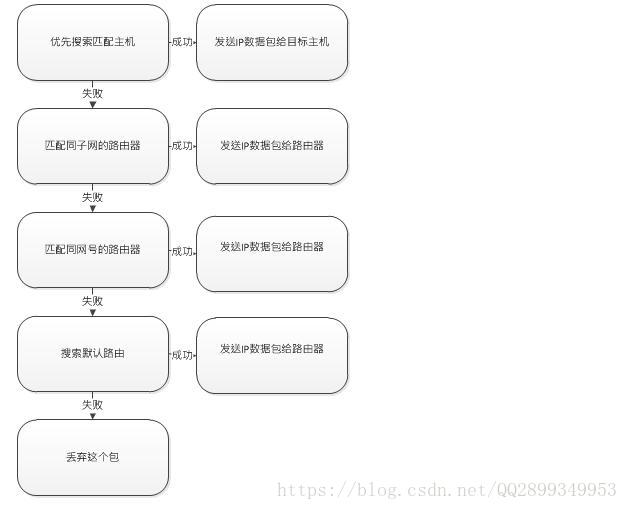 优先搜索匹配主机
成功
发送IP数据包给目标主机
失败
匹配同子网的路由器
成功
发送IP数据包给路由器
失败
匹配同网号的路由器
成功
发送IP数据包给路由器
失败
搜索默认路由
成功
发送IP数据包给路由器
失败
丢弃这个包
https://blog.csdn.net/QQ2899349953